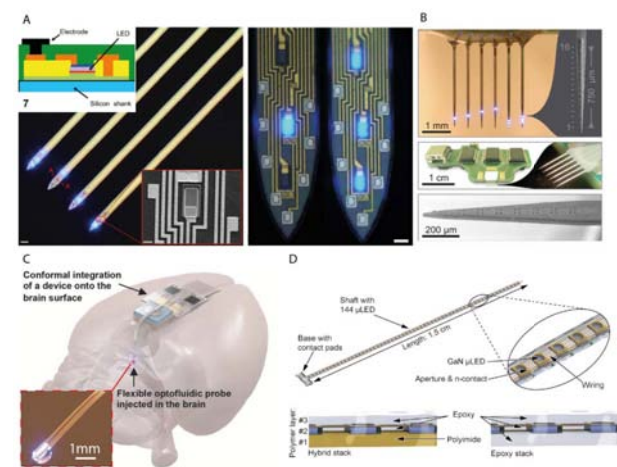 A
Electrode
LED
7
Silicon shank
B
1 mm
750 µm
1 cm
200 µm
C
Conformal integration
of a device onto the
brain surface
Flexible optofluidic probe
injected in the brain
1mm
D
Shaft with
144 µLED
Base with
contact pads
Length: 1,5 cm
GaN µLED
Aperture & n-contact
Wiring
Polymer layer:
#3
#2
#1
Epoxy
Polyimide
Hybrid stack
Epoxy stack